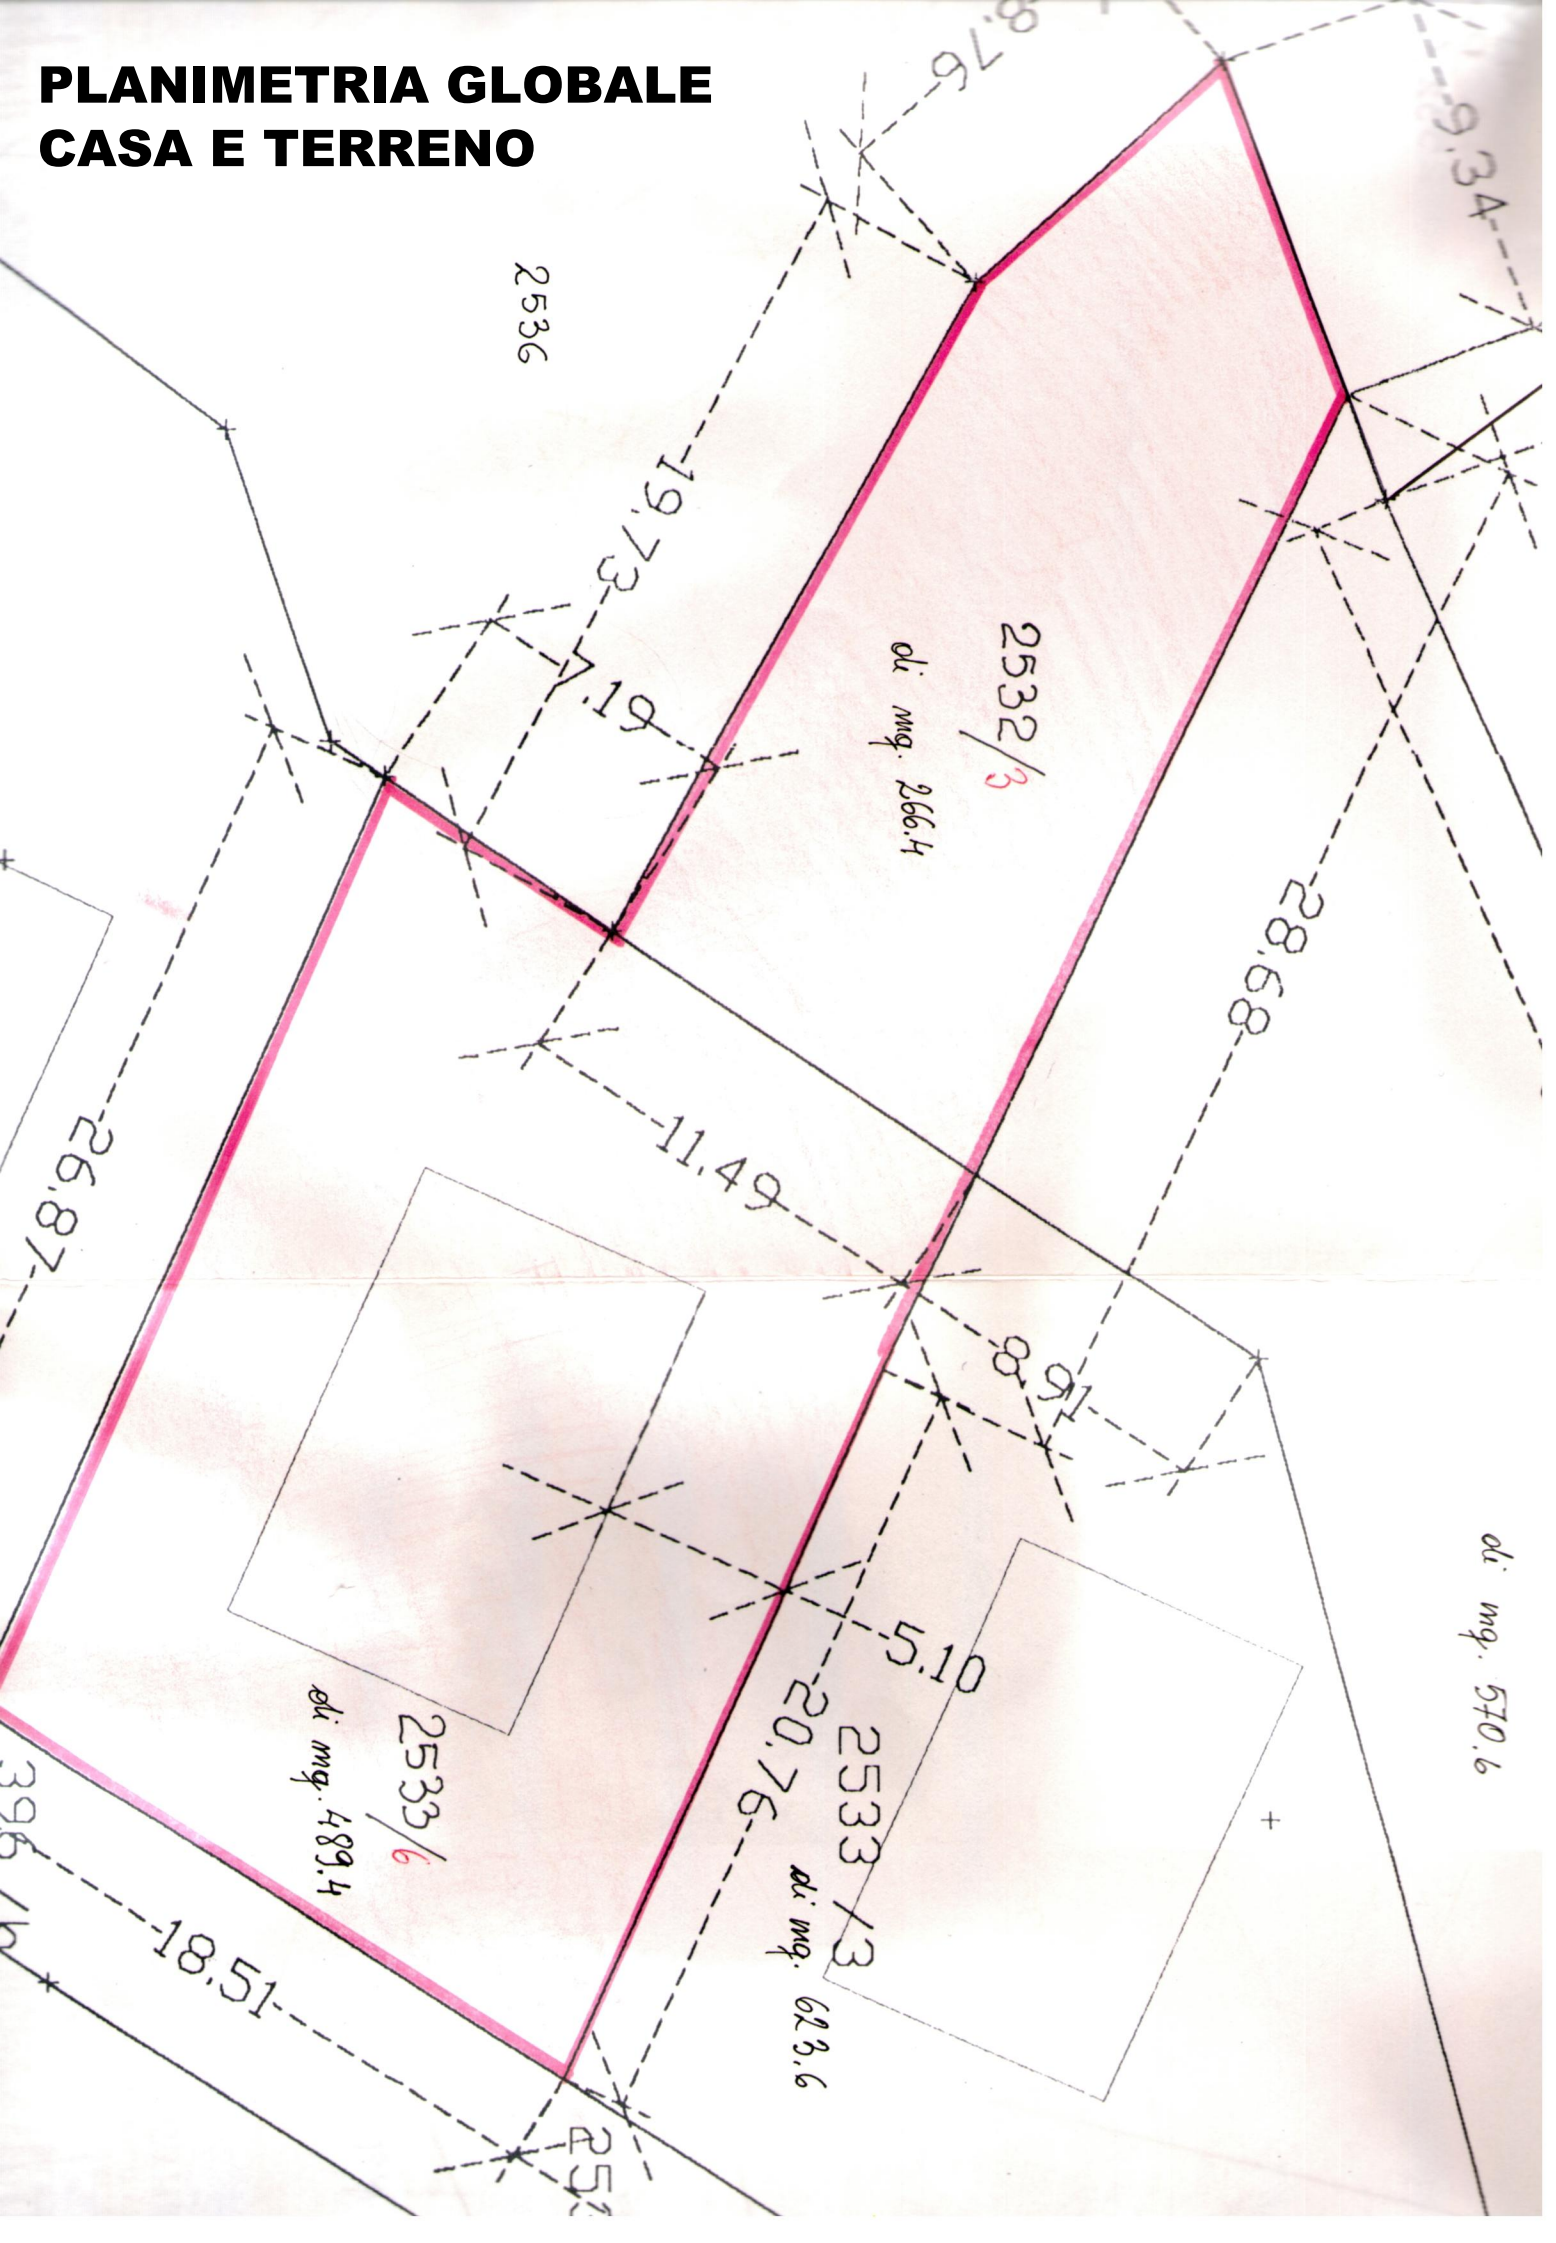 PLANIMETRIA GLOBALE
CASA E TERRENO
8.76
9.34
2536
19.73
7.19
2532/3
di mq. 266.4
28.68
26.87
11.49
8.91
di mq. 570.6
5.10
20.76
2533/3
di mq. 623.6
2533/6
di mq. 489.4
18.51